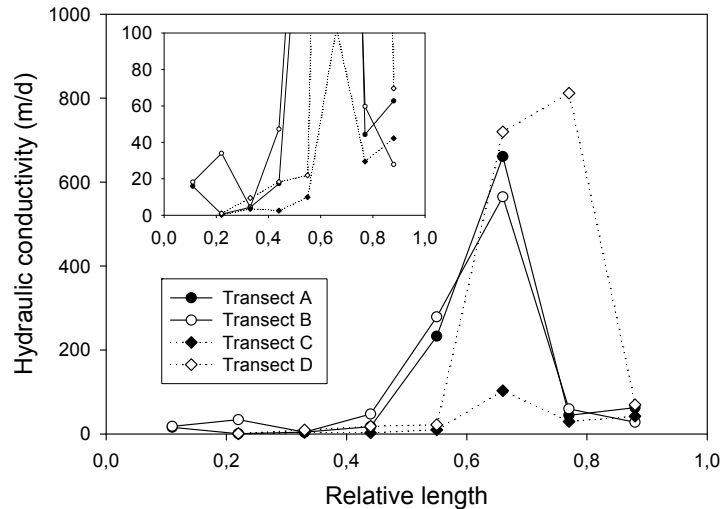 1000
800
600
400
200
0
Hydraulic conductivity (m/d)
100
80
60
40
20
0
0,0 0,2 0,4 0,6 0,8 1,0
Transect A
Transect B
Transect C
Transect D
0,0 0,2 0,4 0,6 0,8 1,0
Relative length